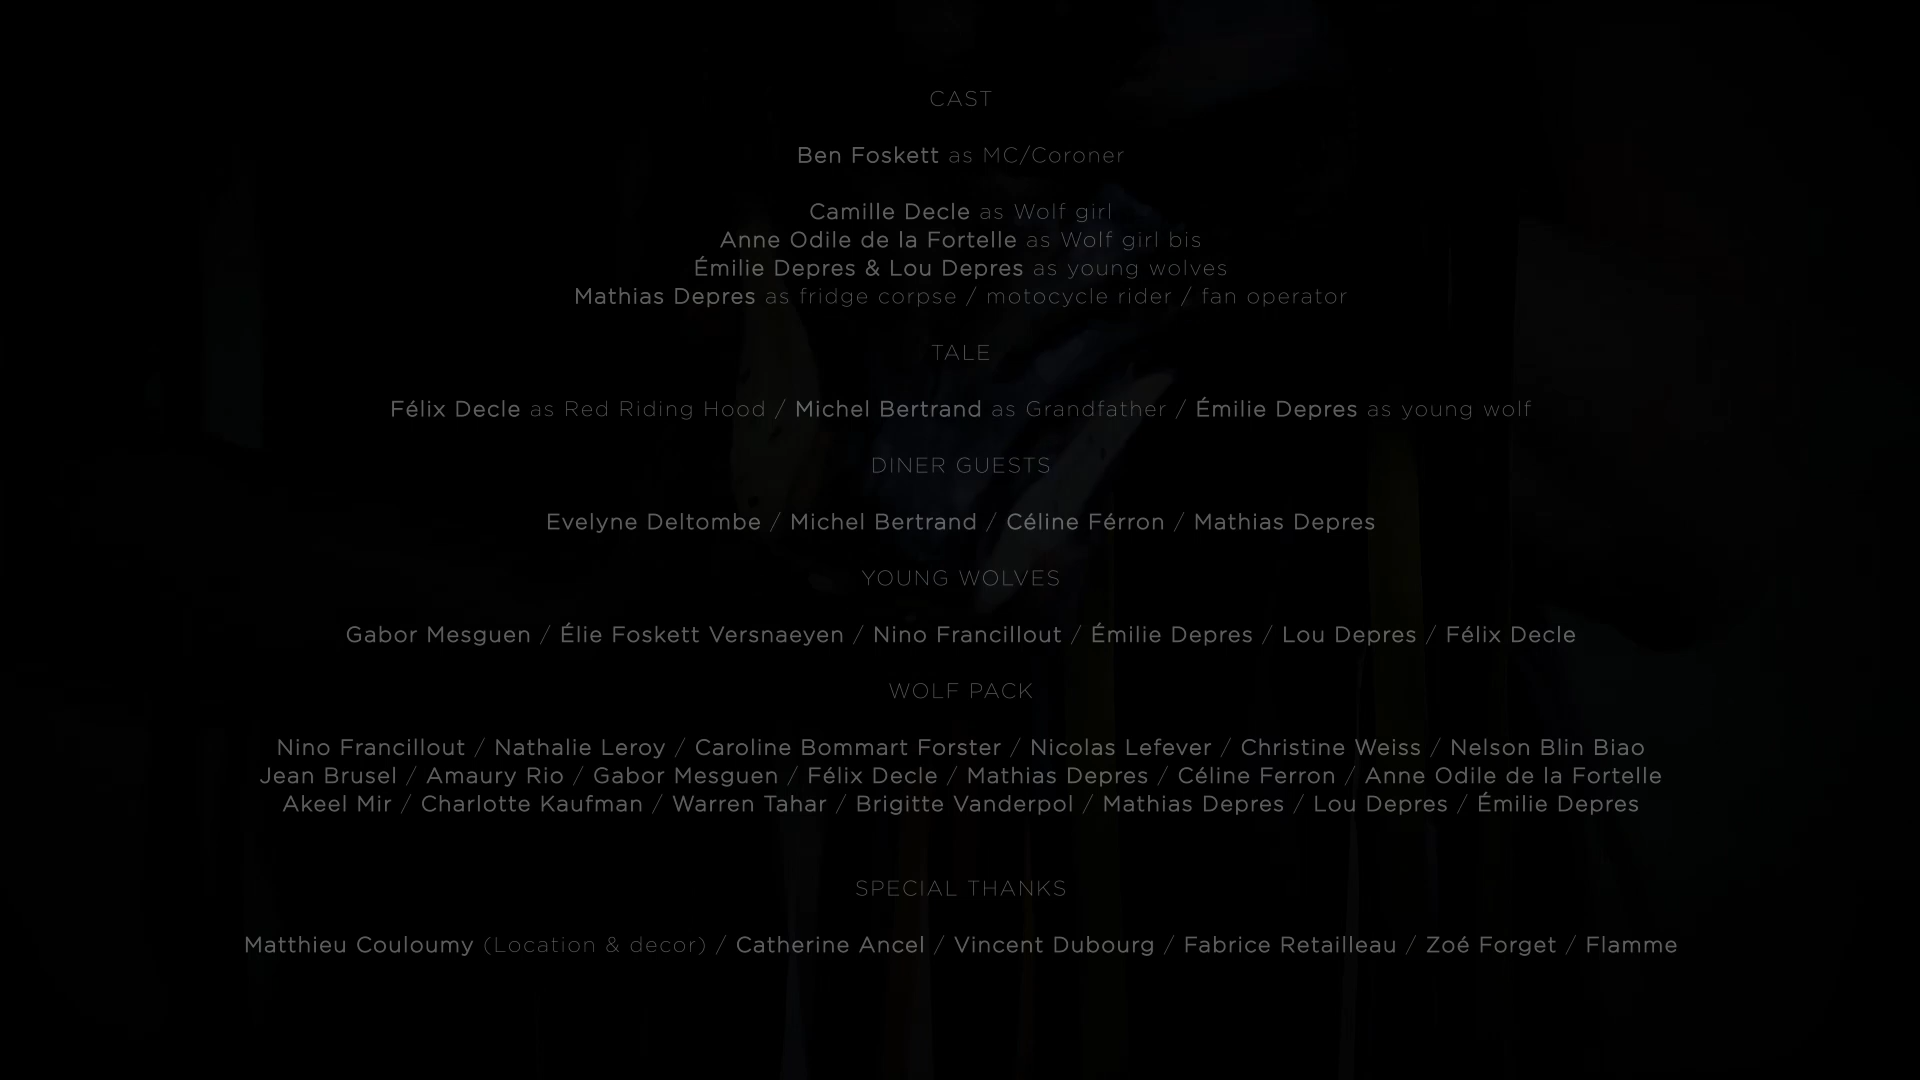 CAST
Ben Foskett as MC/Coroner
Camille Decle as Wolf girl
Anne Odile de la Fortelle as Wolf girl bis
Émilie Depres & Lou Depres as young wolves
Mathias Depres as fridge corpse / motocycle rider / fan operator
TALE
Félix Decle as Red Riding Hood / Michel Bertrand as Grandfather / Émilie Depres as young wolf
DINER GUESTS
Evelyne Deltombe / Michel Bertrand / Céline Férron / Mathias Depres
YOUNG WOLVES
Gabor Mesguen / Élie Foskett Versnaeyen / Nino Francillout / Émilie Depres / Lou Depres / Félix Decle
WOLF PACK
Nino Francillout / Nathalie Leroy / Caroline Bommart Forster / Nicolas Lefever / Christine Weiss / Nelson Blin Biao
Jean Brusel / Amaury Rio / Gabor Mesguen / Félix Decle / Mathias Depres / Céline Ferron / Anne Odile de la Fortelle
Akeel Mir / Charlotte Kaufman / Warren Tahar / Brigitte Vanderpol / Mathias Depres / Lou Depres / Émilie Depres
SPECIAL THANKS
Matthieu Couloumy (Location & decor) / Catherine Ancel / Vincent Dubourg / Fabrice Retailleau / Zoé Forget / Flamme